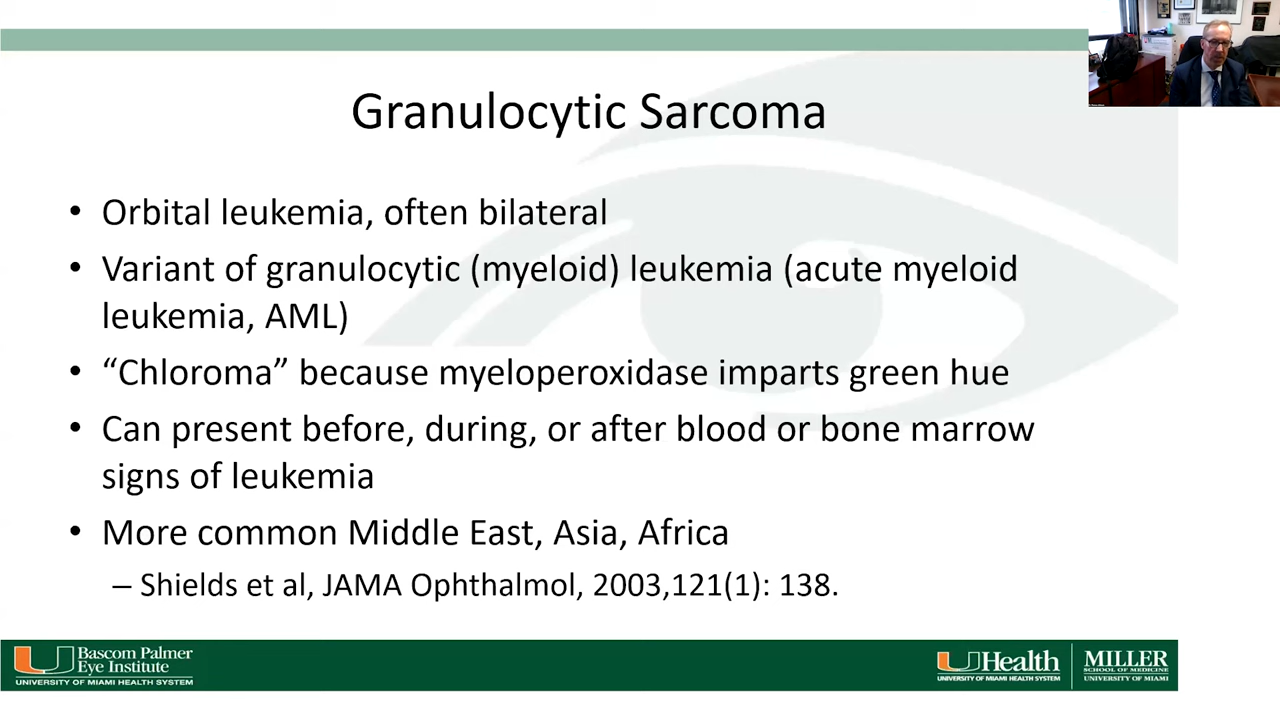 Granulocytic Sarcoma
• Orbital leukemia, often bilateral
• Variant of granulocytic (myeloid) leukemia (acute myeloid
leukemia, AML)
• “Chloroma” because myeloperoxidase imparts green hue
• Can present before, during, or after blood or bone marrow
signs of leukemia
• More common Middle East, Asia, Africa
– Shields et al, JAMA Ophthalmol, 2003,121(1): 138.
Bascom Palmer
Eye Institute
UNIVERSITY OF MIAMI HEALTH SYSTEM
UHealth
UNIVERSITY OF MIAMI HEALTH SYSTEM
MILLER
SCHOOL OF MEDICINE
UNIVERSITY OF MIAMI